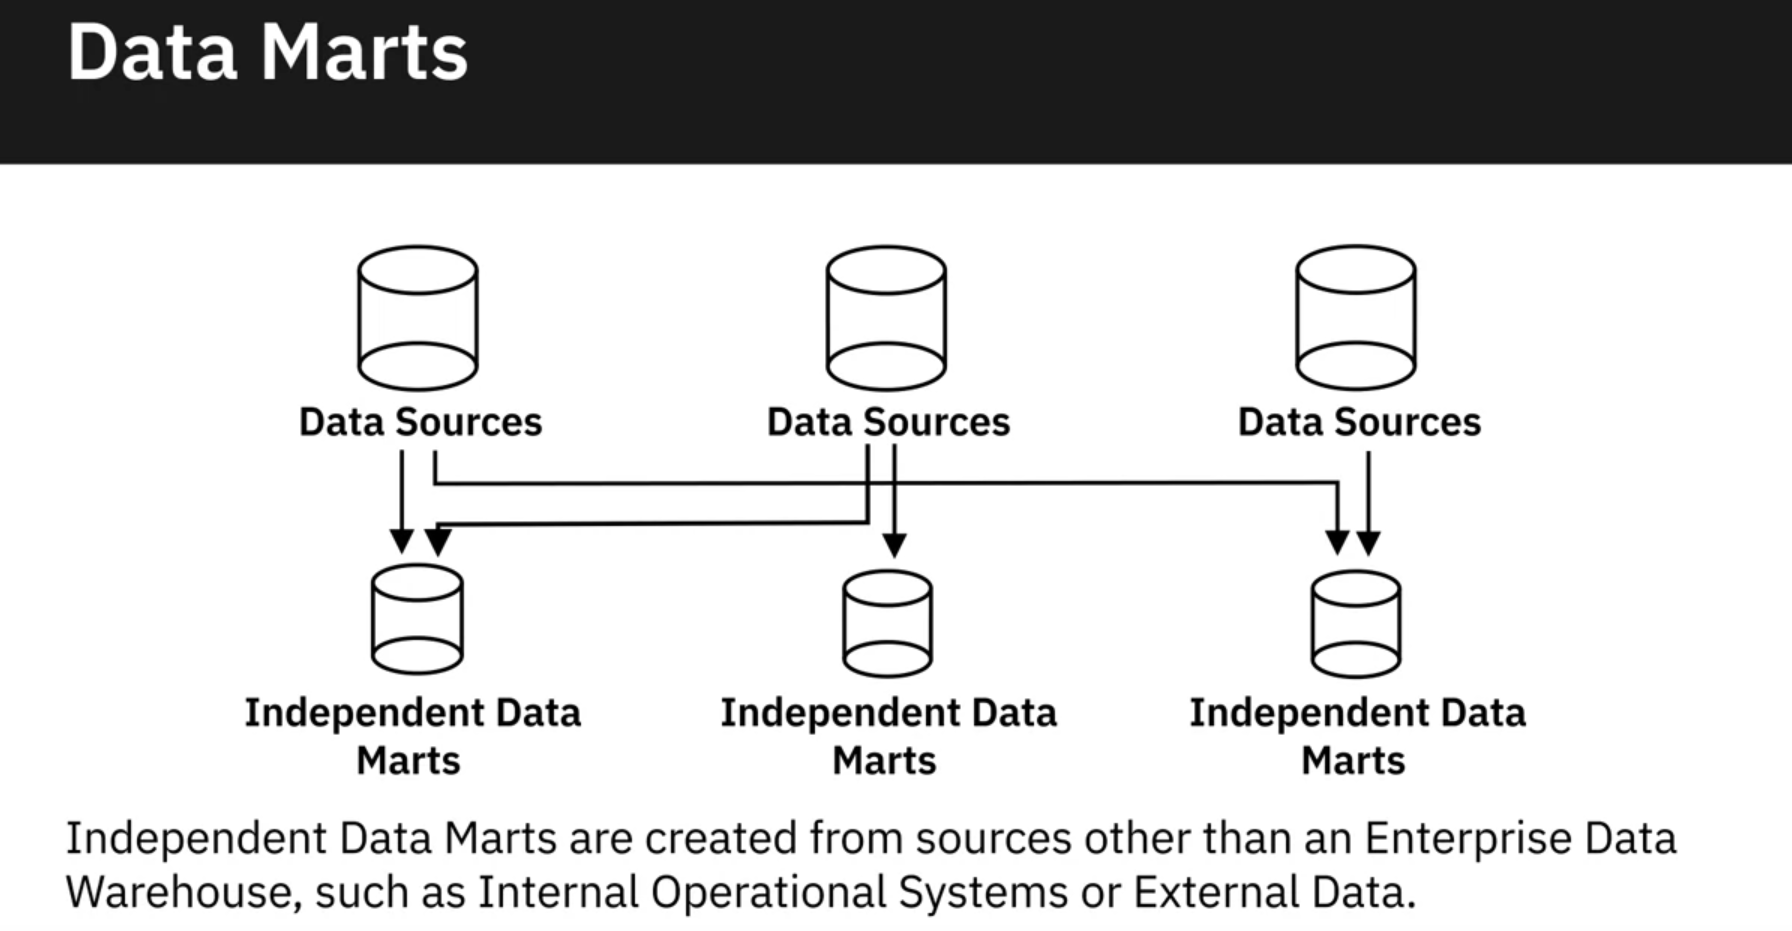 Data Marts
Data Sources
Data Sources
Data Sources
Independent Data
Marts
Independent Data
Marts
Independent Data
Marts
Independent Data Marts are created from sources other than an Enterprise Data
Warehouse, such as Internal Operational Systems or External Data.